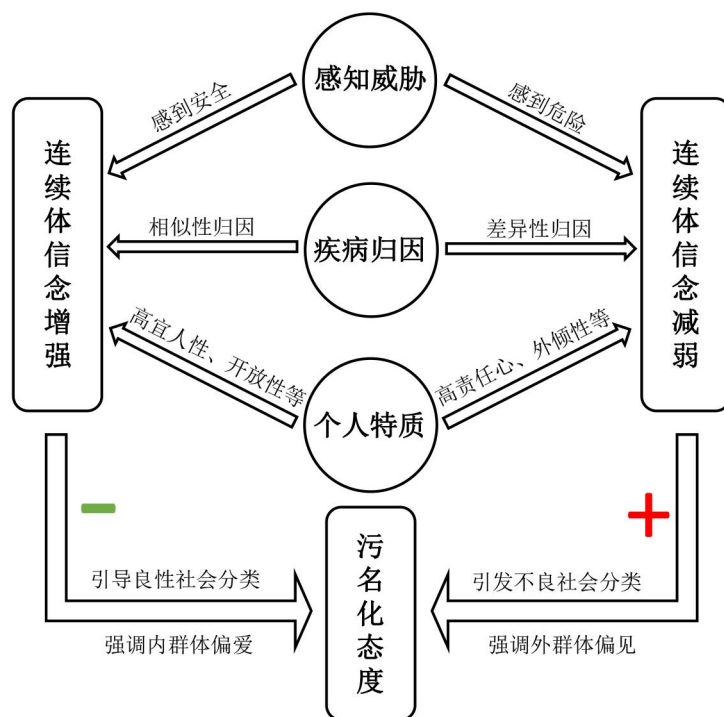 感知威胁
感到安全
感到危险
连续体信念增强
连续体信念减弱
相似性归因
疾病归因
差异性归因
高宜人性、开放性等
高责任心、外倾性等
个人特质
−
+
污名化态度
引导良性社会分类
引发不良社会分类
强调内群体偏爱
强调外群体偏见